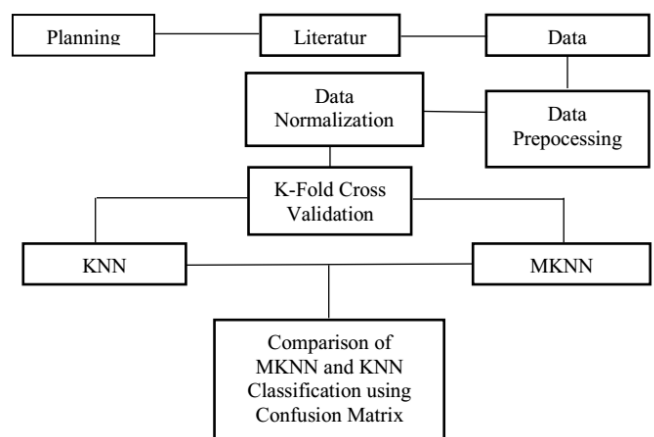 Planning
Literatur
Data
Data
Normalization
Data
Prepocessing
K-Fold Cross
Validation
KNN
MKNN
Comparison of
MKNN and KNN
Classification using
Confusion Matrix